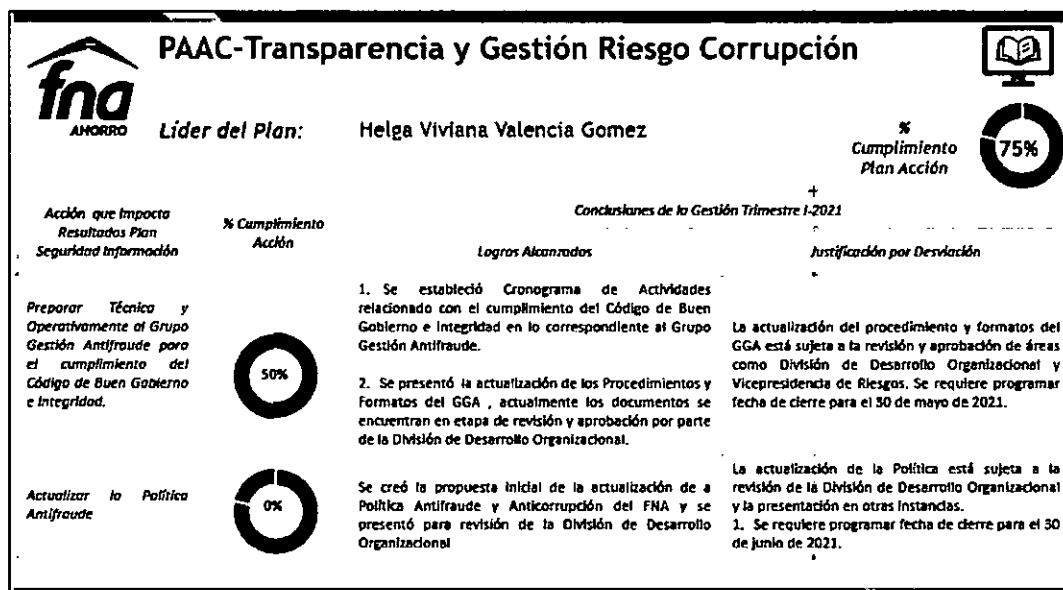 PAAC-Transparencia y Gestión Riesgo Corrupción
fna
AHORRO
Lider del Plan:
Helga Viviana Valencia Gomez
%
Cumplimiento
Plan Acción
75%
Acción que Impacta
Resultados Plan
Seguridad Información
% Cumplimiento
Acción
Conclusiones de la Gestión Trimestre I-2021
Logros Alcanzados
Justificación por Desviación
Preparar Técnica y
Operativamente al Grupo
Gestión Antifraude para
el cumplimiento del
Código de Buen Gobierno
e Integridad.
50%
1. Se estableció Cronograma de Actividades
relacionado con el cumplimiento del Código de Buen
Gobierno e Integridad en lo correspondiente al Grupo
Gestión Antifraude.
2. Se presentó la actualización de los Procedimientos y
Formatos del GGA , actualmente los documentos se
encuentran en etapa de revisión y aprobación por parte
de la División de Desarrollo Organizacional.
La actualización del procedimiento y formatos del
GGA está sujeta a la revisión y aprobación de áreas
como División de Desarrollo Organizacional y
Vicepresidencia de Riesgos. Se requiere programar
fecha de cierre para el 30 de mayo de 2021.
Actualizar la Política
Antifraude
0%
Se creó la propuesta inicial de la actualización de a
Política Antifraude y Anticorrupción del FNA y se
presentó para revisión de la División de Desarrollo
Organizacional
La actualización de la Política está sujeta a la
revisión de la División de Desarrollo Organizacional
y la presentación en otras instancias.
1. Se requiere programar fecha de cierre para el 30
de junio de 2021.